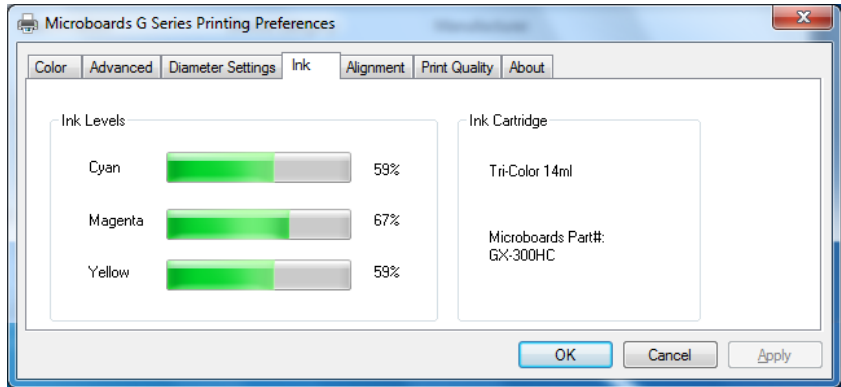 Microboards G Series Printing Preferences
Color Advanced Diameter Settings Ink Alignment Print Quality About
Ink Levels
Cyan 59%
Magenta 67%
Yellow 59%
Ink Cartridge
Tri-Color 14ml
Microboards Part#:
GX-300HC
OK Cancel Apply